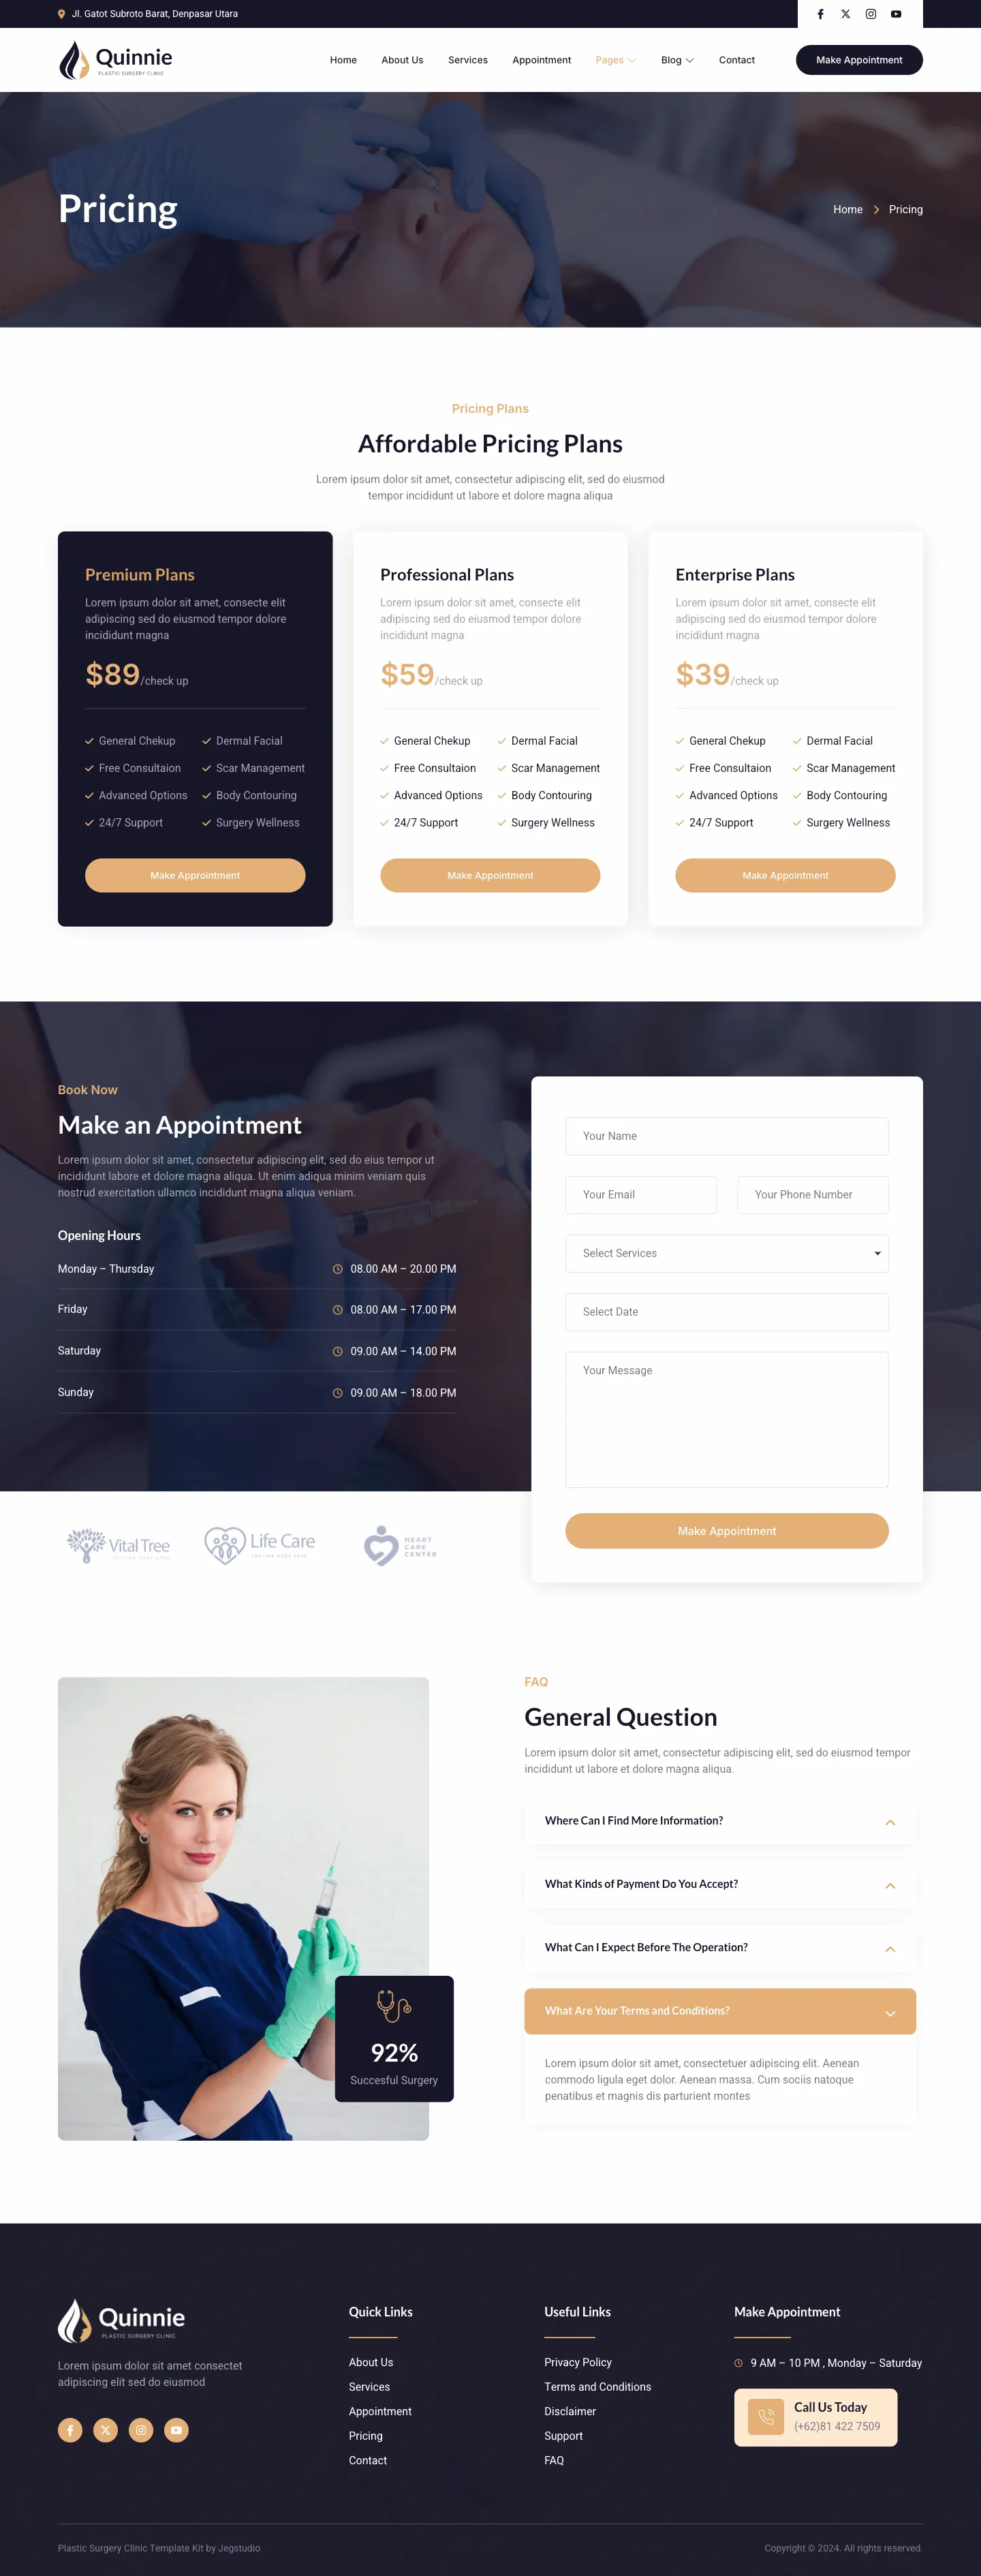 Jl. Gatot Subroto Barat, Denpasar Utara
Quinnie
PLASTIC SURGERY CLINIC
Home
About Us
Services
Appointment
Pages
Blog
Contact
Make Appointment
Pricing
Home
Pricing
Pricing Plans
Affordable Pricing Plans
Lorem ipsum dolor sit amet, consectetur adipiscing elit, sed do eiusmod
tempor incididunt ut labore et dolore magna aliqua
Premium Plans
Lorem ipsum dolor sit amet, consecte elit
adipiscing sed do eiusmod tempor dolore
incididunt magna
$89/check up
General Chekup
Dermal Facial
Free Consultaion
Scar Management
Advanced Options
Body Contouring
24/7 Support
Surgery Wellness
Make Approintment
Professional Plans
Lorem ipsum dolor sit amet, consecte elit
adipiscing sed do eiusmod tempor dolore
incididunt magna
$59/check up
General Chekup
Dermal Facial
Free Consultaion
Scar Management
Advanced Options
Body Contouring
24/7 Support
Surgery Wellness
Make Appointment
Enterprise Plans
Lorem ipsum dolor sit amet, consecte elit
adipiscing sed do eiusmod tempor dolore
incididunt magna
$39/check up
General Chekup
Dermal Facial
Free Consultaion
Scar Management
Advanced Options
Body Contouring
24/7 Support
Surgery Wellness
Make Appointment
Book Now
Make an Appointment
Lorem ipsum dolor sit amet, consectetur adipiscing elit, sed do eius tempor ut
incididunt labore et dolore magna aliqua. Ut enim adiqua minim veniam quis
nostrud exercitation ullamco incididunt magna aliqua veniam.
Opening Hours
Monday – Thursday
08.00 AM – 20.00 PM
Friday
08.00 AM – 17.00 PM
Saturday
09.00 AM – 14.00 PM
Sunday
09.00 AM – 18.00 PM
Your Name
Your Email
Your Phone Number
Select Services
Select Date
Your Message
Make Appointment
Vital Tree
Life Care
HEART
CARE
CENTER
FAQ
General Question
Lorem ipsum dolor sit amet, consectetur adipiscing elit, sed do eiusmod tempor
incididunt ut labore et dolore magna aliqua.
Where Can I Find More Information?
What Kinds of Payment Do You Accept?
What Can I Expect Before The Operation?
What Are Your Terms and Conditions?
Lorem ipsum dolor sit amet, consectetuer adipiscing elit. Aenean
commodo ligula eget dolor. Aenean massa. Cum sociis natoque
penatibus et magnis dis parturient montes
92%
Succesful Surgery
Quinnie
PLASTIC SURGERY CLINIC
Lorem ipsum dolor sit amet consectet
adipiscing elit sed do eiusmod
Quick Links
About Us
Services
Appointment
Pricing
Contact
Useful Links
Privacy Policy
Terms and Conditions
Disclaimer
Support
FAQ
Make Appointment
9 AM – 10 PM , Monday – Saturday
Call Us Today
(+62)81 422 7509
Plastic Surgery Clinic Template Kit by Jegstudio
Copyright © 2024. All rights reserved.